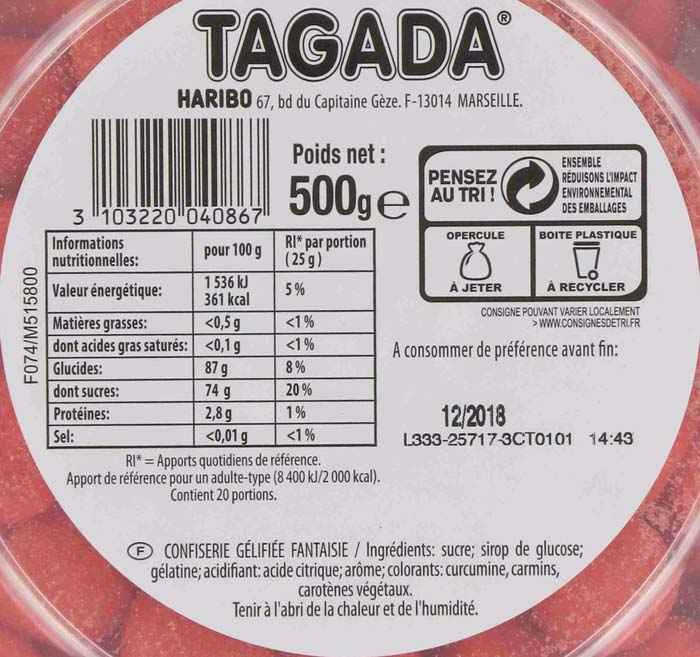 TAGADA®
HARIBO 67, bd du Capitaine Gèze. F-13014 MARSEILLE.
3 103220 040867
Poids net :
500g e
PENSEZ
AU TRI !
ENSEMBLE
RÉDUISONS L'IMPACT
ENVIRONNEMENTAL
DES EMBALLAGES
OPERCULE
À JETER
BOITE PLASTIQUE
À RECYCLER
CONSIGNE POUVANT VARIER LOCALEMENT
> WWW.CONSIGNESDETRI.FR
F074/M515800
Informations nutritionnelles: pour 100 g RI* par portion (25 g)
Valeur énergétique: 1 536 kJ 361 kcal 5 %
Matières grasses: <0,5 g <1 %
dont acides gras saturés: <0,1 g <1 %
Glucides: 87 g 8 %
dont sucres: 74 g 20 %
Protéines: 2,8 g 1 %
Sel: <0,01 g <1 %
RI* = Apports quotidiens de référence.
Apport de référence pour un adulte-type (8 400 kJ/2 000 kcal).
Contient 20 portions.
A consommer de préférence avant fin:
12/2018
L333-25717-3CT0101 14:43
F CONFISERIE GÉLIFIÉE FANTAISIE / Ingrédients: sucre; sirop de glucose;
gélatine; acidifiant: acide citrique; arôme; colorants: curcumine, carmins,
carotènes végétaux.
Tenir à l'abri de la chaleur et de l'humidité.